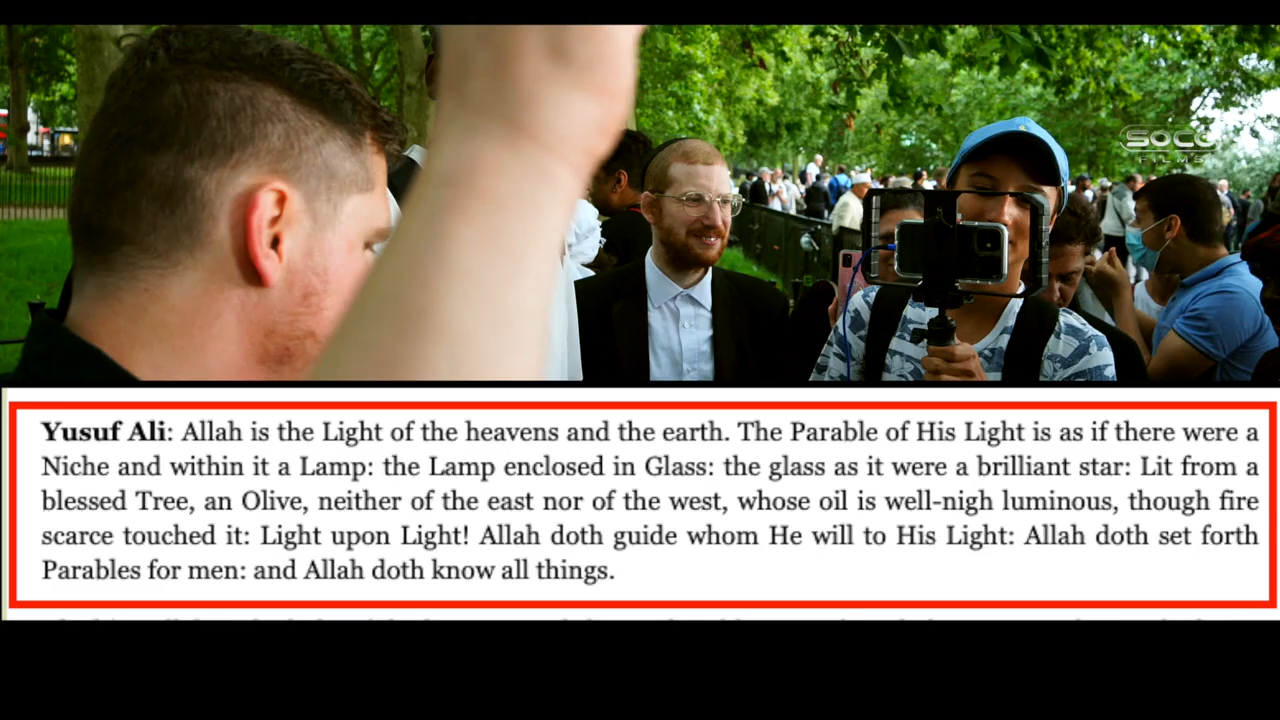 SOCO
FILMS
Yusuf Ali: Allah is the Light of the heavens and the earth. The Parable of His Light is as if there were a
Niche and within it a Lamp: the Lamp enclosed in Glass: the glass as it were a brilliant star: Lit from a
blessed Tree, an Olive, neither of the east nor of the west, whose oil is well-nigh luminous, though fire
scarce touched it: Light upon Light! Allah doth guide whom He will to His Light: Allah doth set forth
Parables for men: and Allah doth know all things.